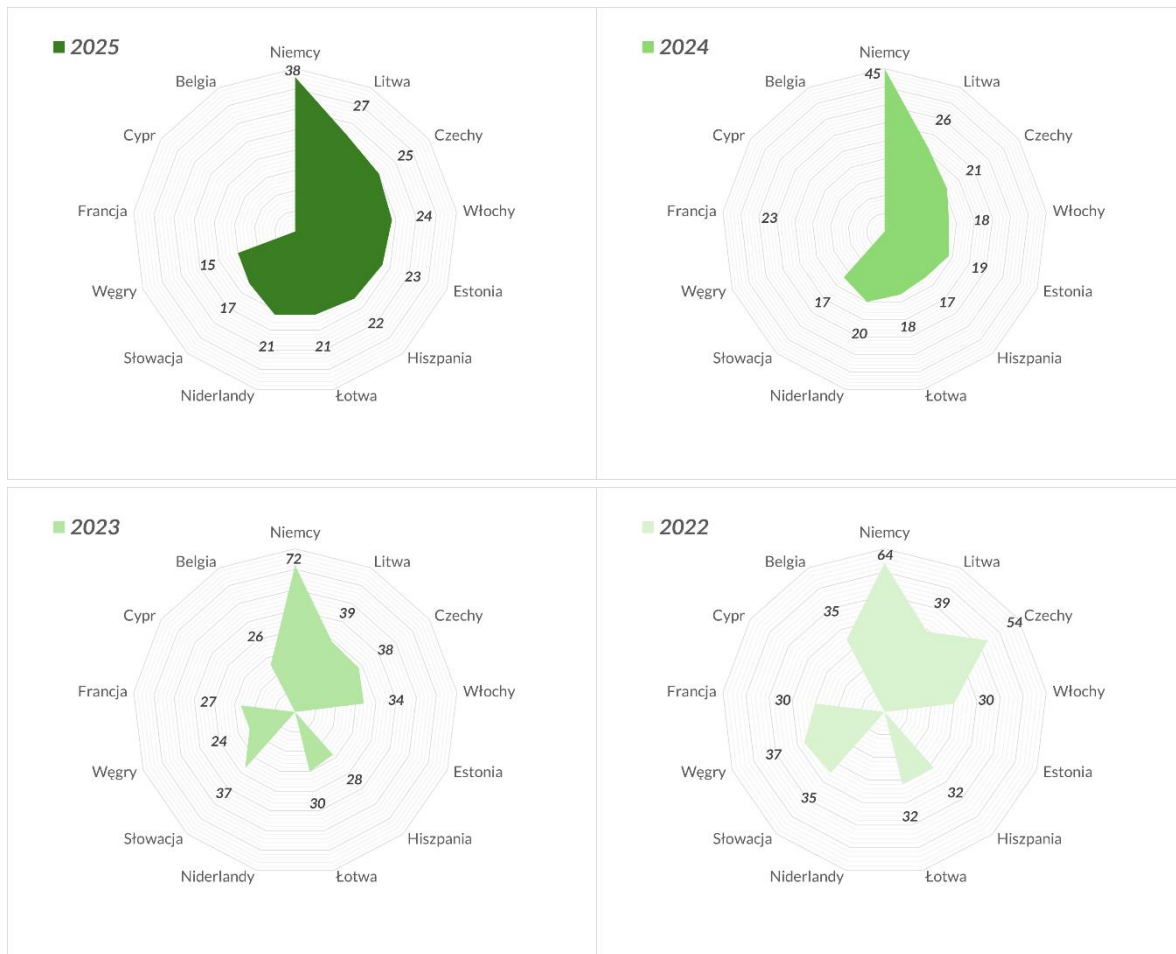 2025
Niemcy
38
Belgia
Litwa
27
Cypr
Czechy
25
Francja
Włochy
24
15
Węgry
23
Estonia
17
22
Słowacja
21
21
Hiszpania
Niderlandy
Łotwa
2024
Niemcy
45
Belgia
Litwa
26
Cypr
Czechy
21
Francja
23
18
Włochy
19
Węgry
Estonia
17
17
20
18
Słowacja
Hiszpania
Niderlandy
Łotwa
2023
Niemcy
72
Belgia
Litwa
39
Cypr
26
Czechy
38
Francja
27
34
Włochy
24
Węgry
Estonia
37
28
30
Słowacja
Hiszpania
Niderlandy
Łotwa
2022
Niemcy
64
Belgia
Litwa
35
39
Cypr
54
Czechy
Francja
30
30
Włochy
37
Węgry
Estonia
35
32
32
Słowacja
Hiszpania
Niderlandy
Łotwa